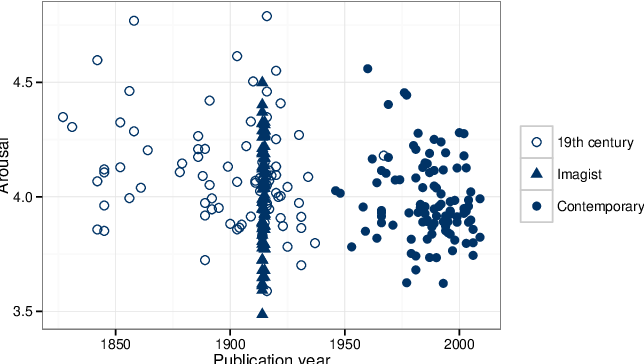 Arousal
4.5
4.0
3.5
1850 1900 1950 2000
Publication year
19th century
Imagist
Contemporary